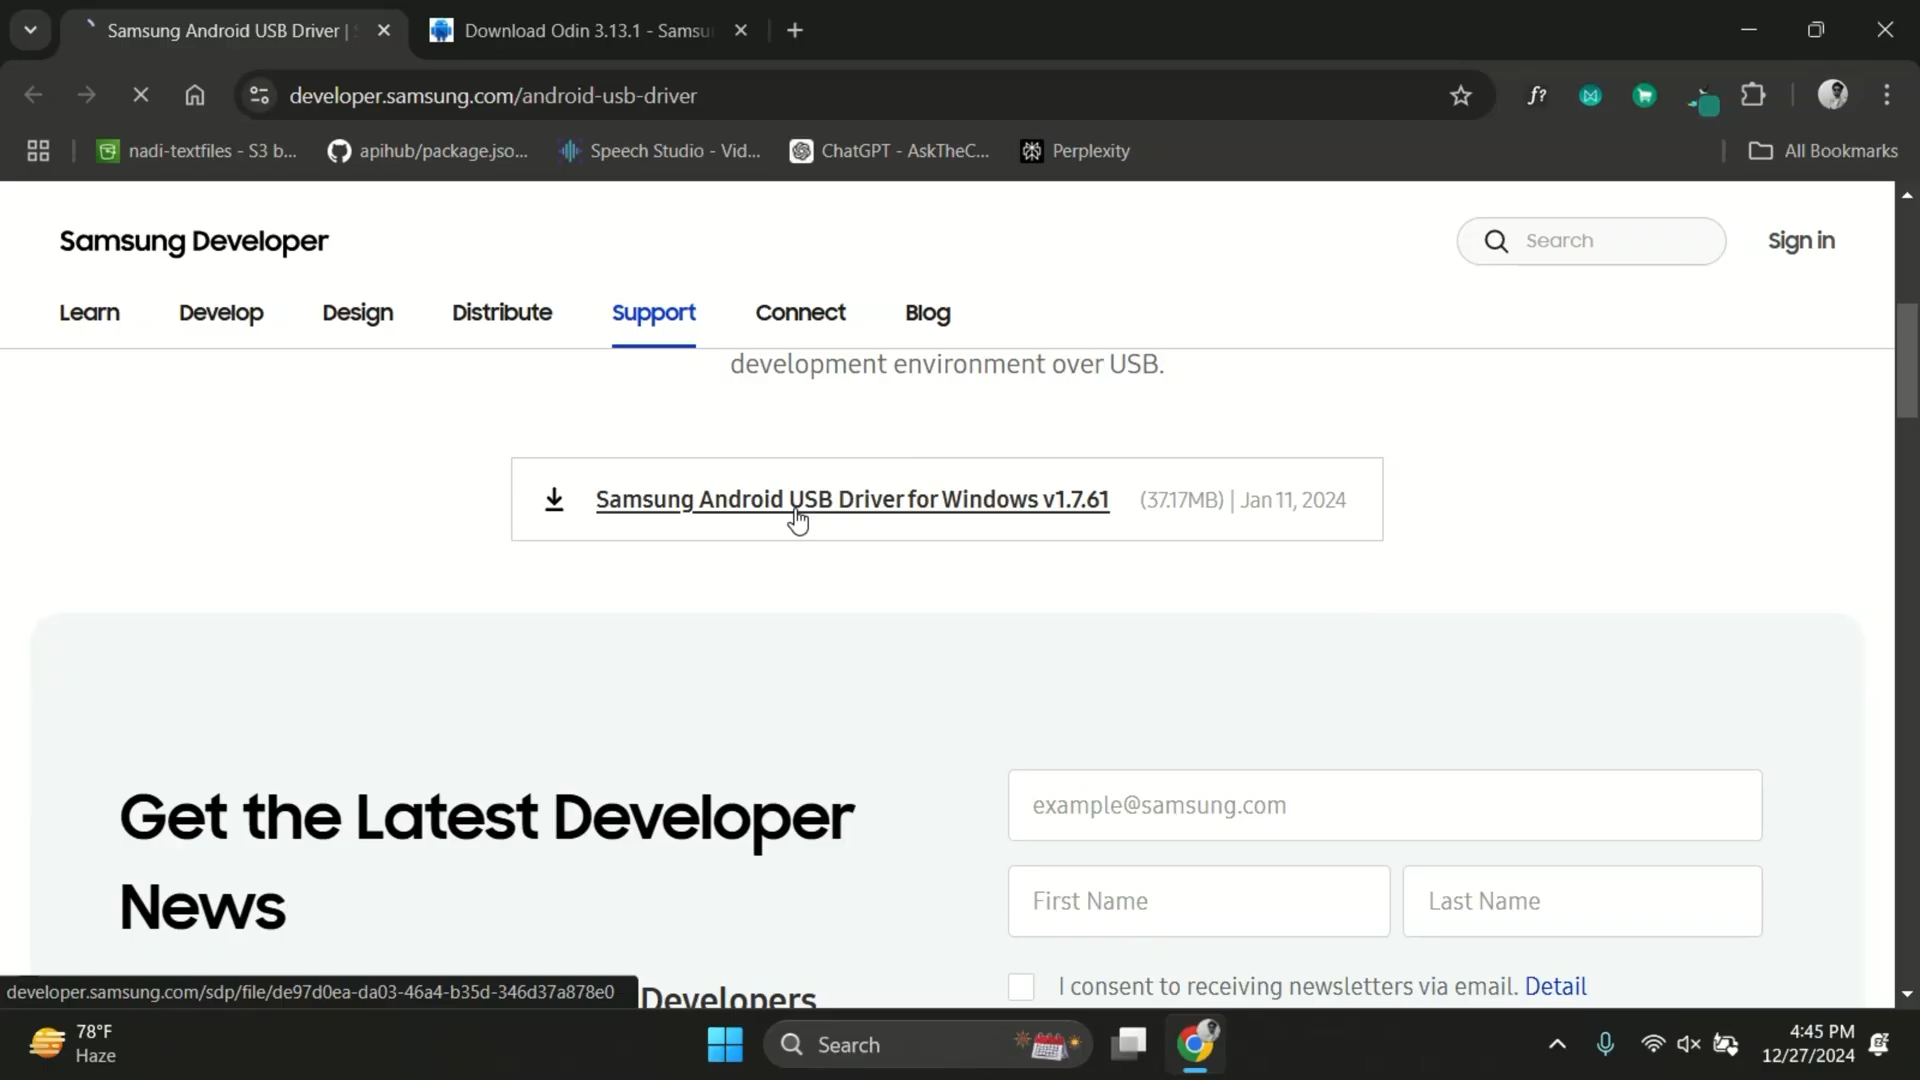 Samsung Android USB Driver |
Download Odin 3.13.1 - Samsu
developer.samsung.com/android-usb-driver
f?
nadi-textfiles - S3 b...
apihub/package.jso...
Speech Studio - Vid...
ChatGPT - AskTheC...
Perplexity
All Bookmarks
Samsung Developer
Search
Sign in
Learn
Develop
Design
Distribute
Support
Connect
Blog
development environment over USB.
Samsung Android USB Driver for Windows v1.7.61 (37.17MB) | Jan 11, 2024
Get the Latest Developer
News
example@samsung.com
First Name
Last Name
I consent to receiving newsletters via email. Detail
Developers
developer.samsung.com/sdp/file/de97d0ea-da03-46a4-b35d-346d37a878e0
78°F
Haze
Search
4:45 PM
12/27/2024